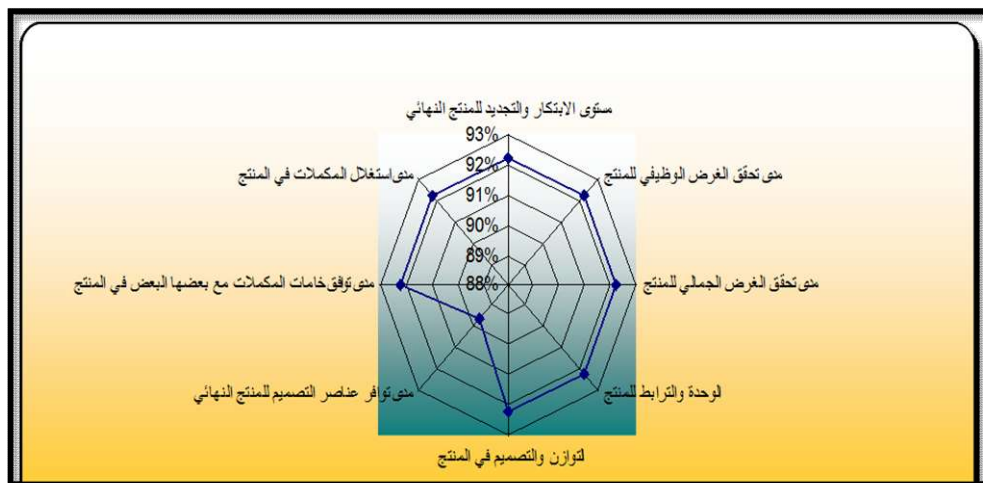 مستوى الابتكار والتجديد للمنتج النهائي
93%
92%
91%
90%
89%
88%
مدى تحقق الغرض الوظيفي للمنتج
مدى استغلال المكملات في المنتج
مدى تحقق الغرض الجمالي للمنتج
مدى توافق خامات المكملات مع بعضها البعض في المنتج
الوحدة والترابط للمنتج
مدى توافر عناصر التصميم للمنتج النهائي
لتوازن والتصميم في المنتج